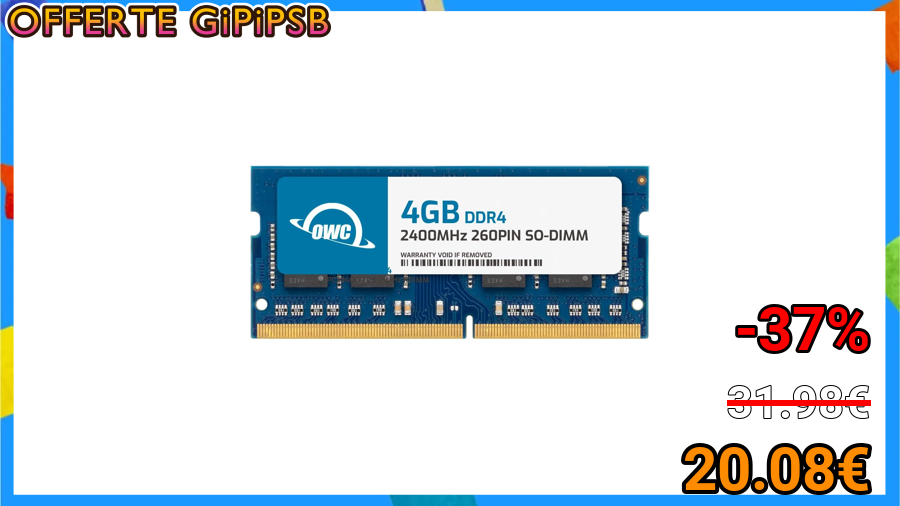 OFFERTE GiPiPSB
OWC
4GB DDR4
2400MHz 260PIN SO-DIMM
WARRANTY VOID IF REMOVED
-37%
31.98€
20.08€